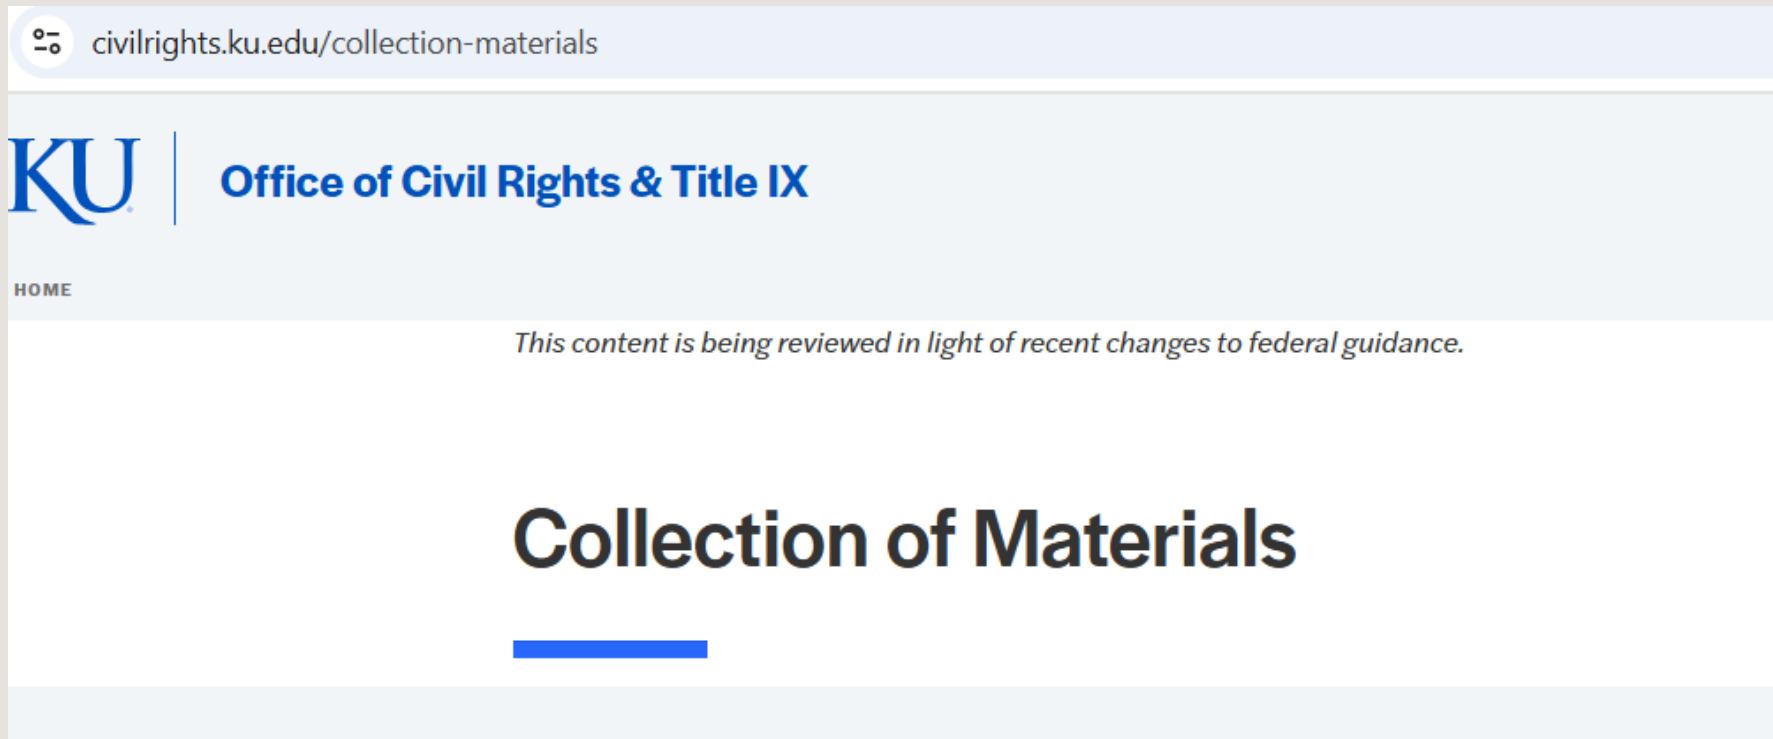 civilrights.ku.edu/collection-materials
KU
Office of Civil Rights & Title IX
HOME
This content is being reviewed in light of recent changes to federal guidance.
Collection of Materials